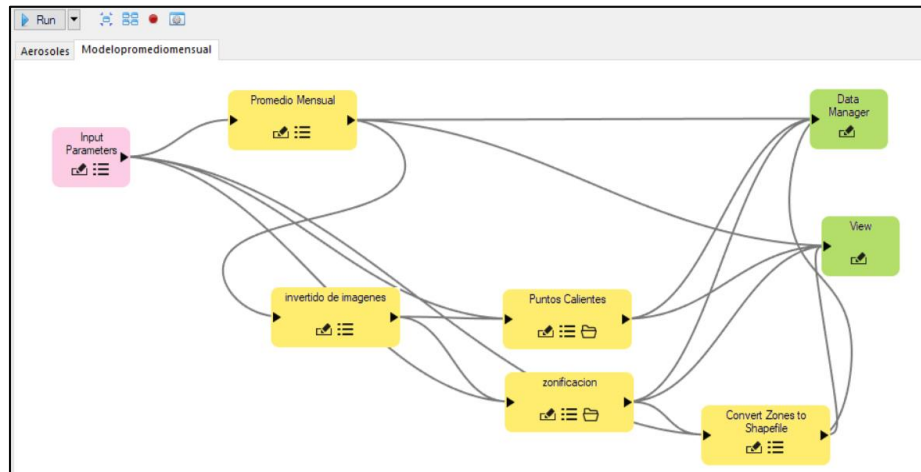 Run
Aerosoles
Modelopromediomensual
Promedio Mensual
Data
Manager
Input
Parameters
View
invertido de imagenes
Puntos Calientes
zonificacion
Convert Zones to
Shapefile